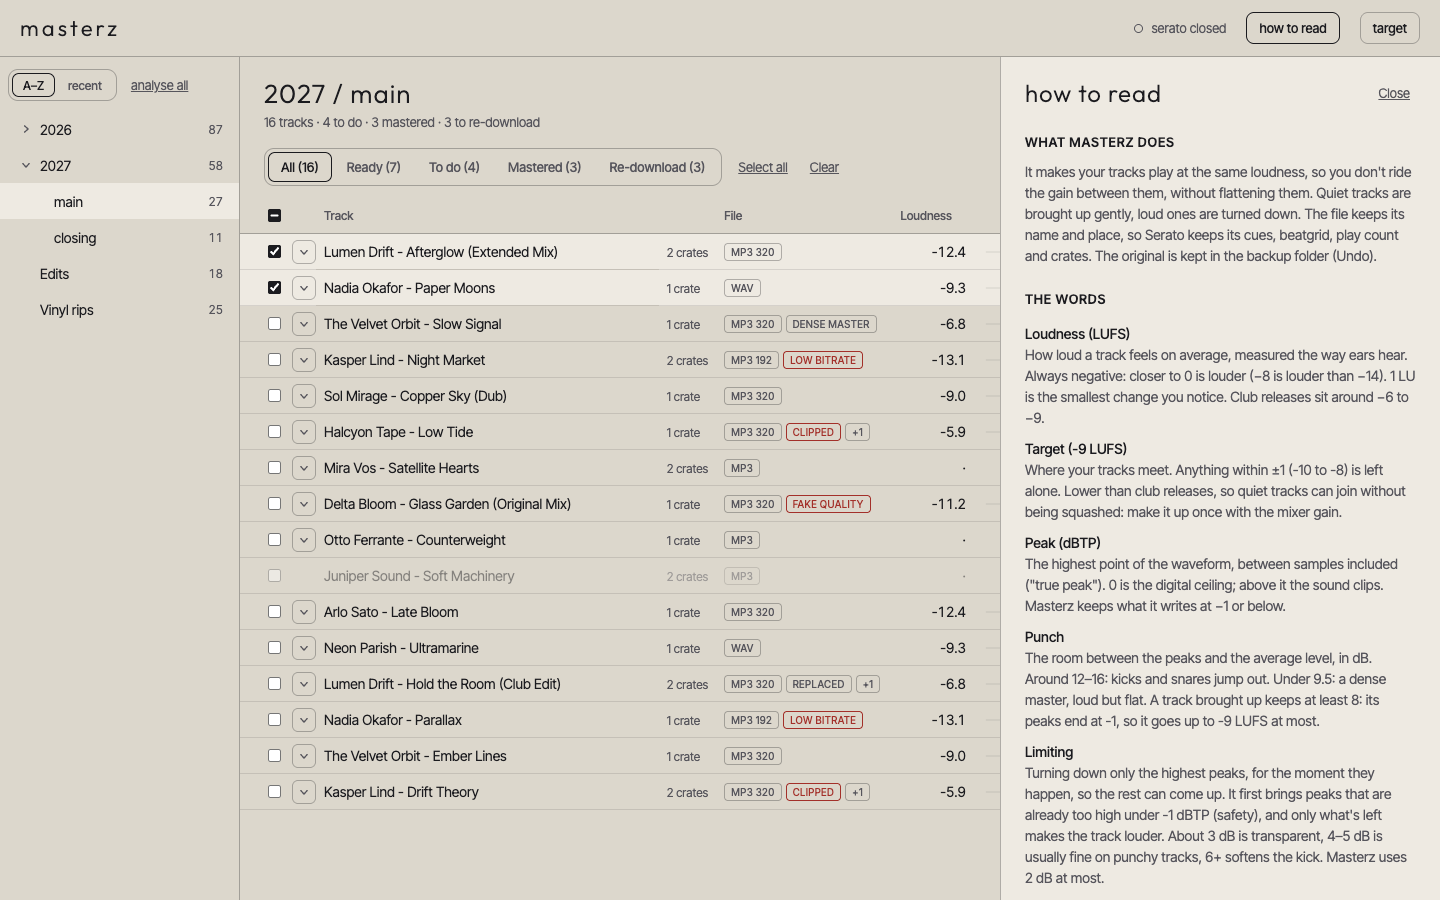 masterz
serato closed
how to read
target
A–Z
recent
analyse all
2026 87
2027 58
main 27
closing 11
Edits 18
Vinyl rips 25
2027 / main
16 tracks · 4 to do · 3 mastered · 3 to re-download
All (16)
Ready (7)
To do (4)
Mastered (3)
Re-download (3)
Select all
Clear
Track File Loudness
Lumen Drift - Afterglow (Extended Mix) 2 crates MP3 320 -12.4
Nadia Okafor - Paper Moons 1 crate WAV -9.3
The Velvet Orbit - Slow Signal 1 crate MP3 320 DENSE MASTER -6.8
Kasper Lind - Night Market 2 crates MP3 192 LOW BITRATE -13.1
Sol Mirage - Copper Sky (Dub) 1 crate MP3 320 -9.0
Halcyon Tape - Low Tide 1 crate MP3 320 CLIPPED +1 -5.9
Mira Vos - Satellite Hearts 2 crates MP3 ·
Delta Bloom - Glass Garden (Original Mix) 1 crate MP3 320 FAKE QUALITY -11.2
Otto Ferrante - Counterweight 1 crate MP3 ·
Juniper Sound - Soft Machinery 2 crates MP3 ·
Arlo Sato - Late Bloom 1 crate MP3 320 -12.4
Neon Parish - Ultramarine 1 crate WAV -9.3
Lumen Drift - Hold the Room (Club Edit) 2 crates MP3 320 REPLACED +1 -6.8
Nadia Okafor - Parallax 1 crate MP3 192 LOW BITRATE -13.1
The Velvet Orbit - Ember Lines 1 crate MP3 320 -9.0
Kasper Lind - Drift Theory 2 crates MP3 320 CLIPPED +1 -5.9
how to read
Close
WHAT MASTERZ DOES
It makes your tracks play at the same loudness, so you don't ride
the gain between them, without flattening them. Quiet tracks are
brought up gently, loud ones are turned down. The file keeps its
name and place, so Serato keeps its cues, beatgrid, play count
and crates. The original is kept in the backup folder (Undo).
THE WORDS
Loudness (LUFS)
How loud a track feels on average, measured the way ears hear.
Always negative: closer to 0 is louder (−8 is louder than −14). 1 LU
is the smallest change you notice. Club releases sit around −6 to
−9.
Target (-9 LUFS)
Where your tracks meet. Anything within ±1 (-10 to -8) is left
alone. Lower than club releases, so quiet tracks can join without
being squashed: make it up once with the mixer gain.
Peak (dBTP)
The highest point of the waveform, between samples included
("true peak"). 0 is the digital ceiling; above it the sound clips.
Masterz keeps what it writes at −1 or below.
Punch
The room between the peaks and the average level, in dB.
Around 12–16: kicks and snares jump out. Under 9.5: a dense
master, loud but flat. A track brought up keeps at least 8: its
peaks end at -1, so it goes up to -9 LUFS at most.
Limiting
Turning down only the highest peaks, for the moment they
happen, so the rest can come up. It first brings peaks that are
already too high under -1 dBTP (safety), and only what's left
makes the track louder. About 3 dB is transparent, 4–5 dB is
usually fine on punchy tracks, 6+ softens the kick. Masterz uses
2 dB at most.